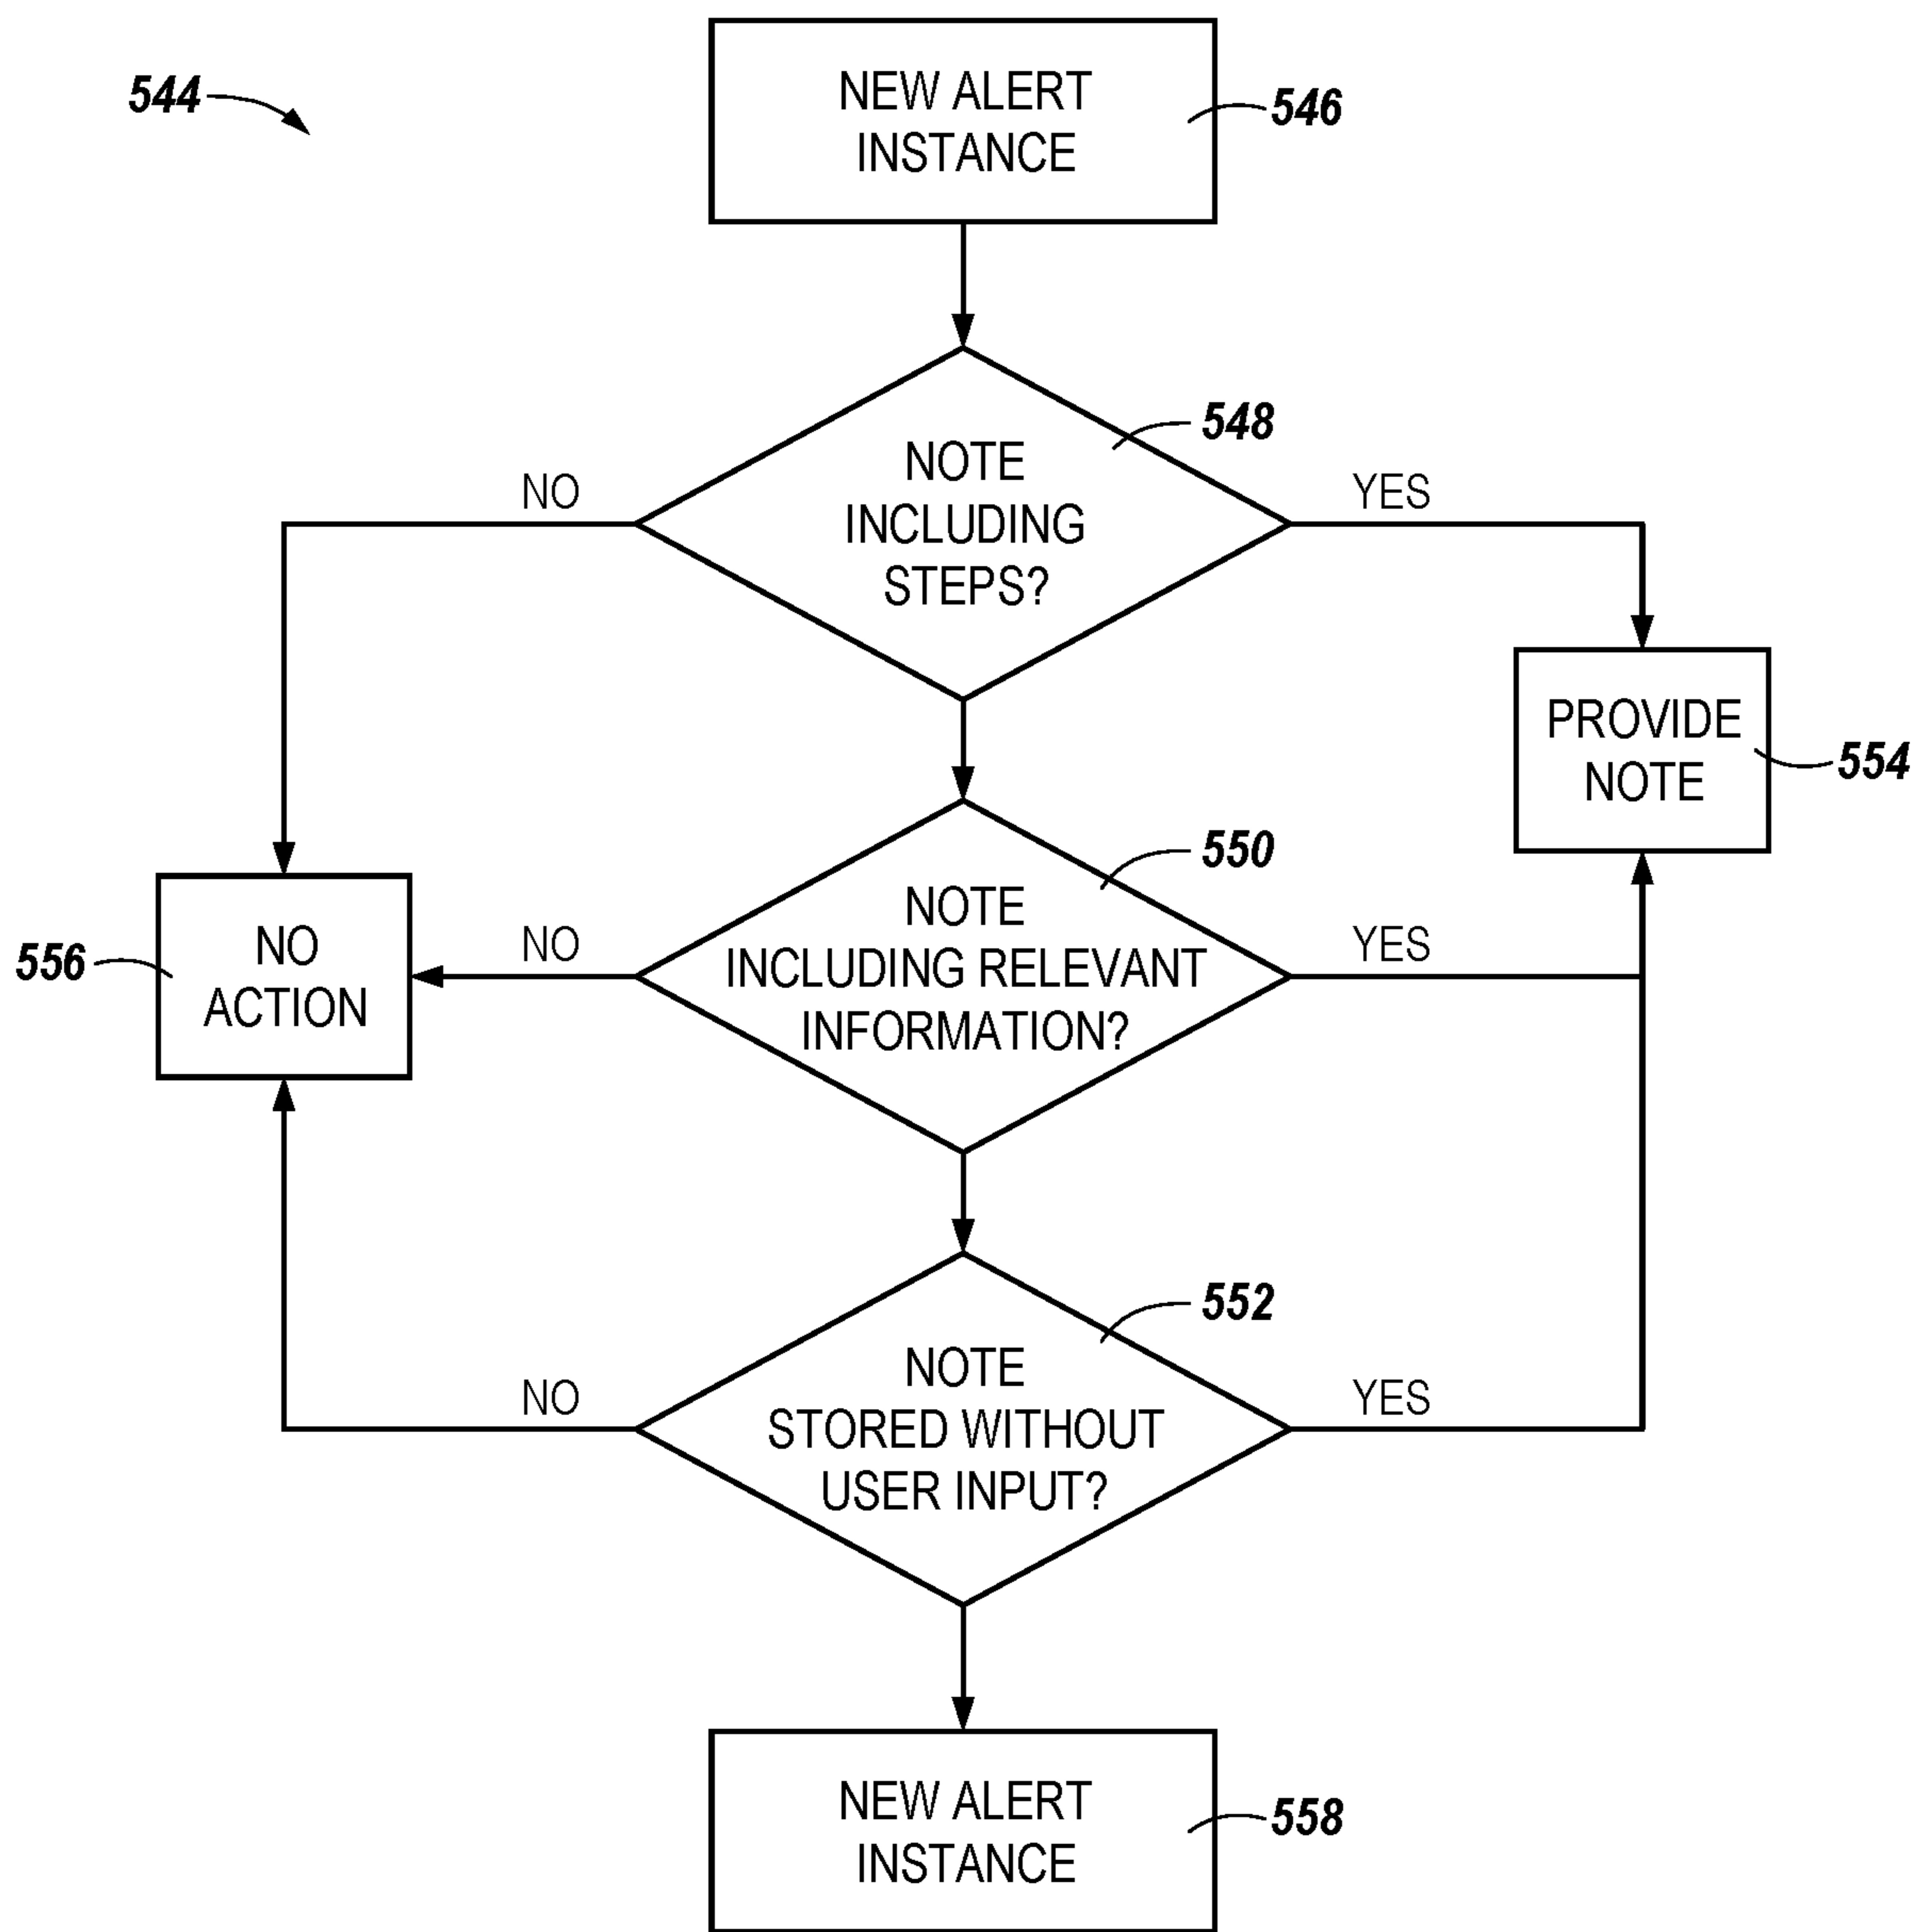 544
NEW ALERT
INSTANCE
546
548
NOTE
INCLUDING
STEPS?
NO
YES
PROVIDE
NOTE
554
550
NOTE
INCLUDING RELEVANT
INFORMATION?
NO
YES
556
NO
ACTION
552
NOTE
STORED WITHOUT
USER INPUT?
NO
YES
NEW ALERT
INSTANCE
558